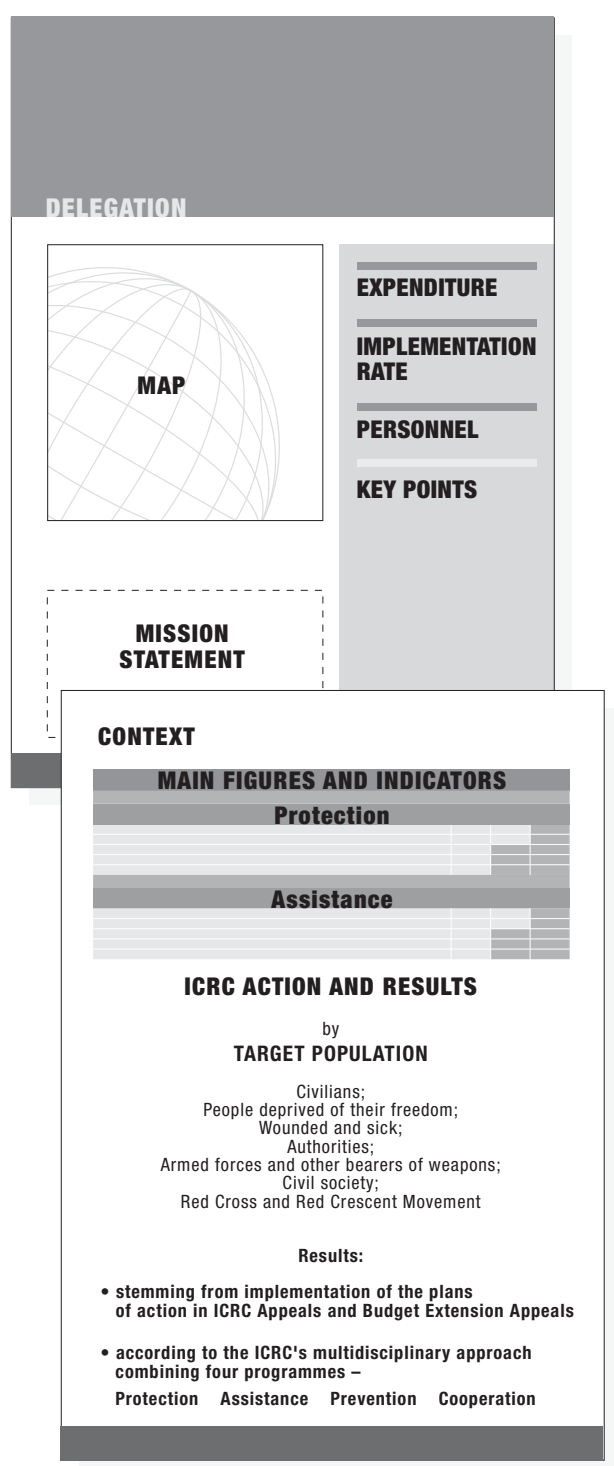 DELEGATION
MAP
EXPENDITURE
IMPLEMENTATION
RATE
PERSONNEL
KEY POINTS
MISSION
STATEMENT
CONTEXT
MAIN FIGURES AND INDICATORS
Protection
Assistance
ICRC ACTION AND RESULTS
by
TARGET POPULATION
Civilians;
People deprived of their freedom;
Wounded and sick;
Authorities;
Armed forces and other bearers of weapons;
Civil society;
Red Cross and Red Crescent Movement
Results:
• stemming from implementation of the plans
of action in ICRC Appeals and Budget Extension Appeals
• according to the ICRC's multidisciplinary approach
combining four programmes –
Protection Assistance Prevention Cooperation